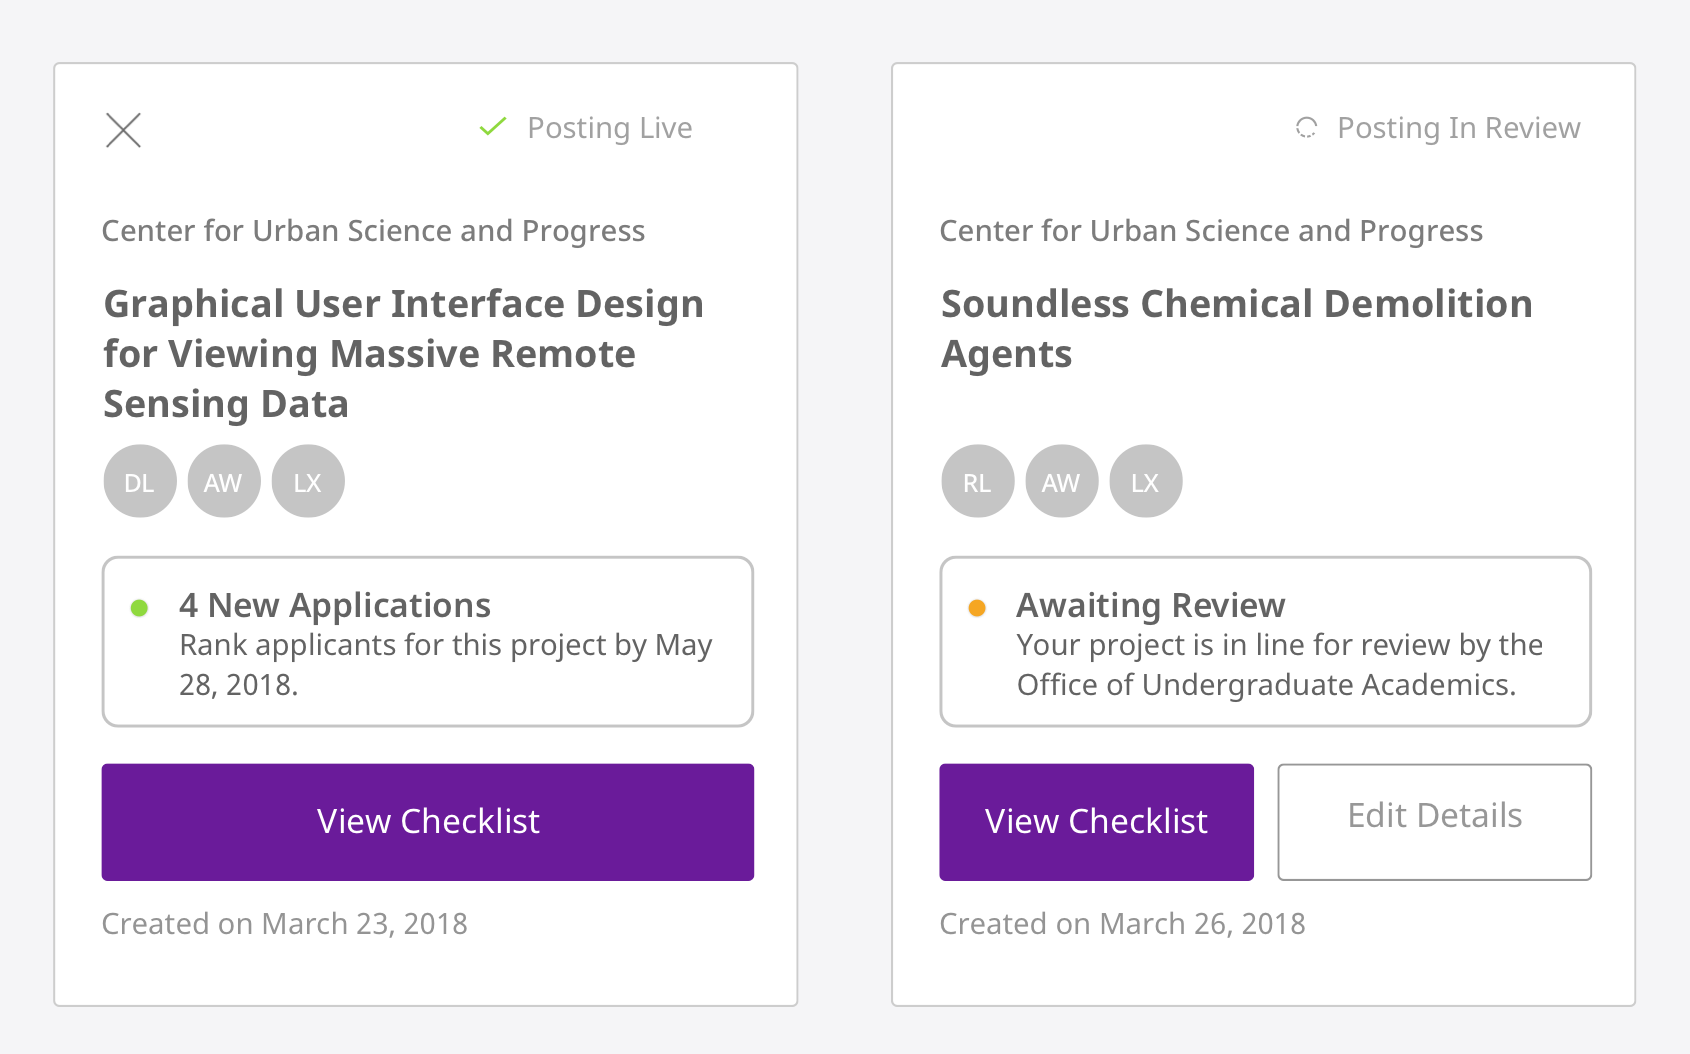 Posting Live
Center for Urban Science and Progress
Graphical User Interface Design
for Viewing Massive Remote
Sensing Data
DL AW LX
4 New Applications
Rank applicants for this project by May
28, 2018.
View Checklist
Created on March 23, 2018
Posting In Review
Center for Urban Science and Progress
Soundless Chemical Demolition
Agents
RL AW LX
Awaiting Review
Your project is in line for review by the
Office of Undergraduate Academics.
View Checklist
Edit Details
Created on March 26, 2018